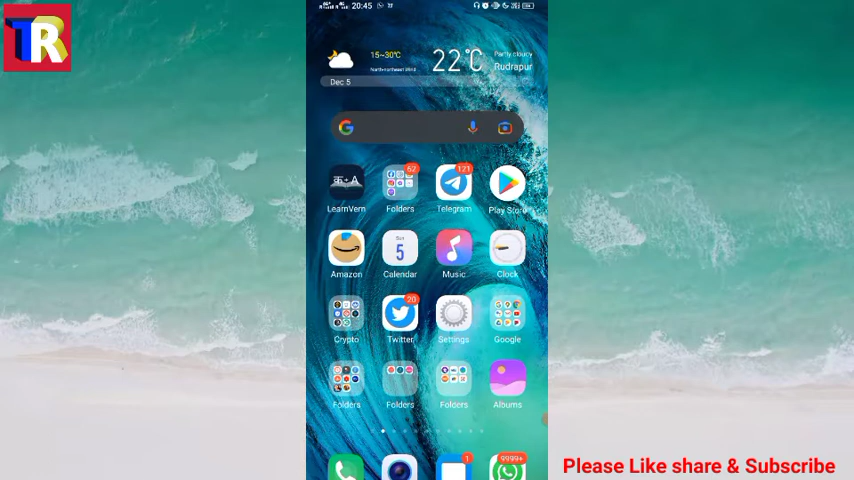 TR
20:45
15~30°C
22°C
Partly cloudy
Rudrapur
Dec 5
LearnVern
52
Folders
121
Telegram
Play Store
Amazon
Sun
5
Calendar
Music
Clock
Crypto
20
Twitter
Settings
Google
Folders
Folders
Folders
Albums
1
9999+
Please Like share & Subscribe